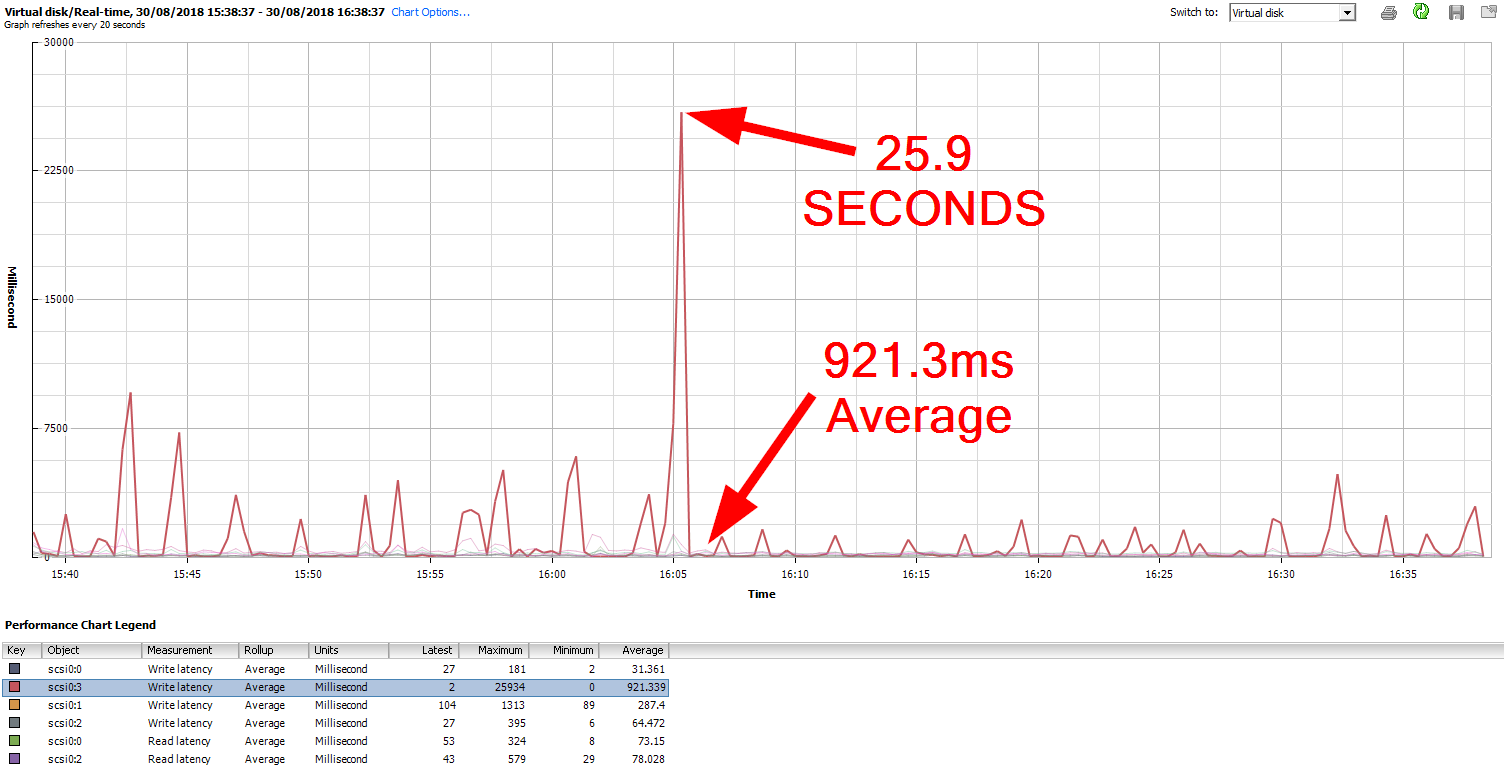 Virtual disk/Real-time, 30/08/2018 15:38:37 - 30/08/2018 16:38:37 Chart Options... Switch to: Virtual disk
Graph refreshes every 20 seconds
30000
22500
15000
7500
0
Millisecond
25.9
SECONDS
921.3ms
Average
15:40 15:45 15:50 15:55 16:00 16:05 16:10 16:15 16:20 16:25 16:30 16:35
Time
Performance Chart Legend
Key Object Measurement Rollup Units Latest Maximum Minimum Average
scsi0:0 Write latency Average Millisecond 27 181 2 31.361
scsi0:3 Write latency Average Millisecond 2 25934 0 921.339
scsi0:1 Write latency Average Millisecond 104 1313 89 287.4
scsi0:2 Write latency Average Millisecond 27 395 6 64.472
scsi0:0 Read latency Average Millisecond 53 324 8 73.15
scsi0:2 Read latency Average Millisecond 43 579 29 78.028